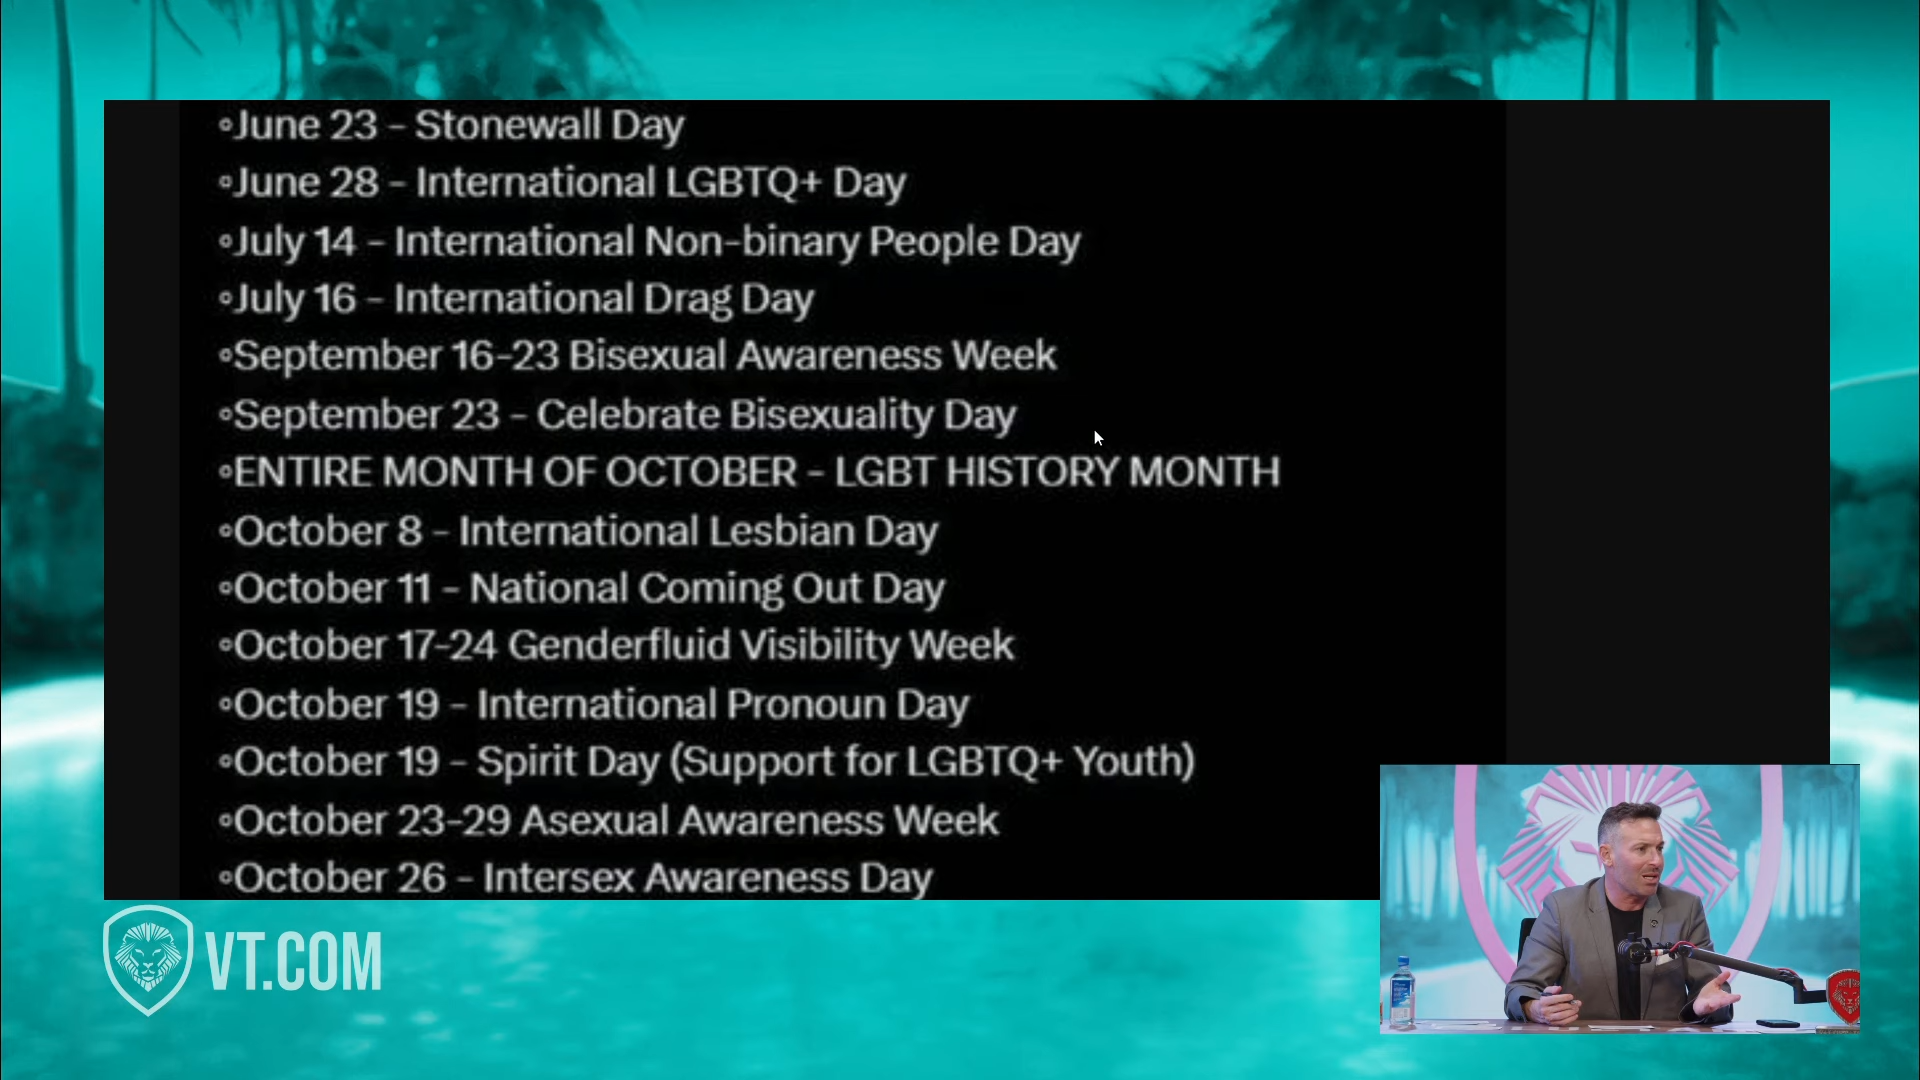 ◦June 23 – Stonewall Day
◦June 28 – International LGBTQ+ Day
◦July 14 – International Non-binary People Day
◦July 16 – International Drag Day
◦September 16-23 Bisexual Awareness Week
◦September 23 – Celebrate Bisexuality Day
◦ENTIRE MONTH OF OCTOBER – LGBT HISTORY MONTH
◦October 8 – International Lesbian Day
◦October 11 – National Coming Out Day
◦October 17-24 Genderfluid Visibility Week
◦October 19 – International Pronoun Day
◦October 19 – Spirit Day (Support for LGBTQ+ Youth)
◦October 23-29 Asexual Awareness Week
◦October 26 – Intersex Awareness Day
VT.COM